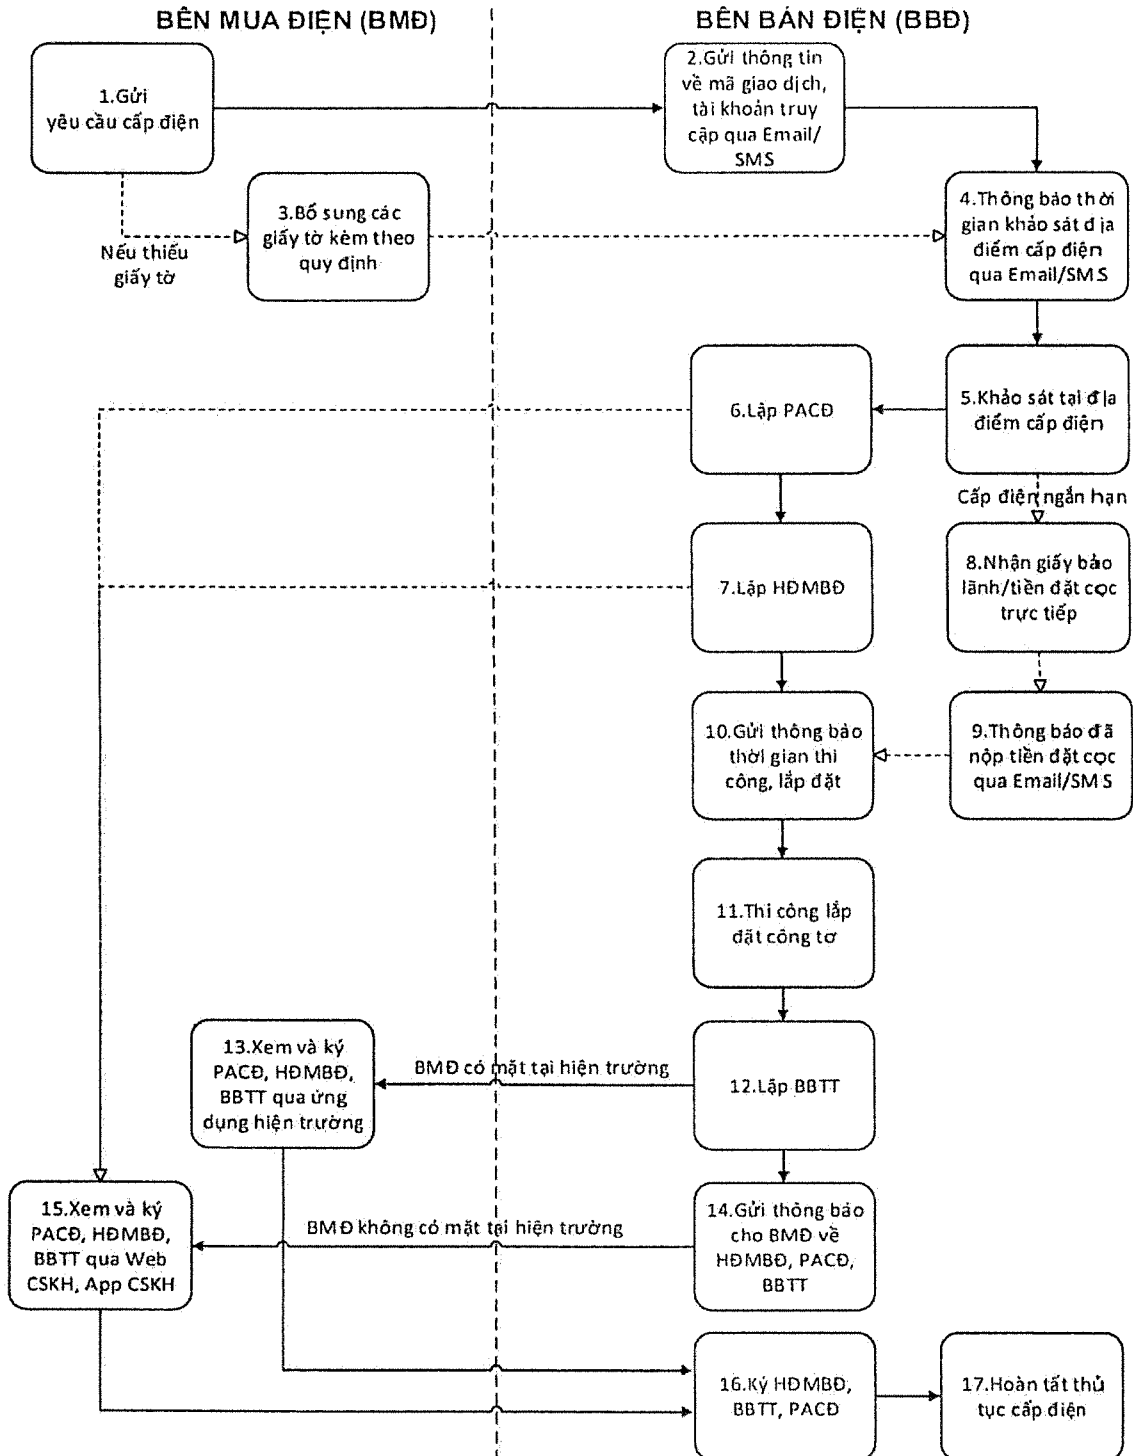 BÊN MUA ĐIỆN (BMĐ)
BÊN BÁN ĐIỆN (BBĐ)
1.Gửi
yêu cầu cấp điện
2.Gửi thông tin
về mã giao dịch,
tài khoản truy
cập qua Email/
SMS
Nếu thiếu
giấy tờ
3.Bổ sung các
giấy tờ kèm theo
quy định
4.Thông báo thời
gian khảo sát địa
điểm cấp điện
qua Email/SMS
6.Lập PACĐ
5.Khảo sát tại địa
điểm cấp điện
Cấp điện ngắn hạn
7.Lập HĐMBĐ
8.Nhận giấy bảo
lãnh/tiền đặt cọc
trực tiếp
10.Gửi thông báo
thời gian thi
công, lắp đặt
9.Thông báo đã
nộp tiền đặt cọc
qua Email/SMS
11.Thi công lắp
đặt công tơ
13.Xem và ký
PACĐ, HĐMBĐ,
BBTT qua ứng
dụng hiện trường
BMĐ có mặt tại hiện trường
12.Lập BBTT
15.Xem và ký
PACĐ, HĐMBĐ,
BBTT qua Web
CSKH, App CSKH
BMĐ không có mặt tại hiện trường
14.Gửi thông báo
cho BMĐ về
HĐMBĐ, PACĐ,
BBTT
16.Ký HĐMBĐ,
BBTT, PACĐ
17.Hoàn tất thủ
tục cấp điện